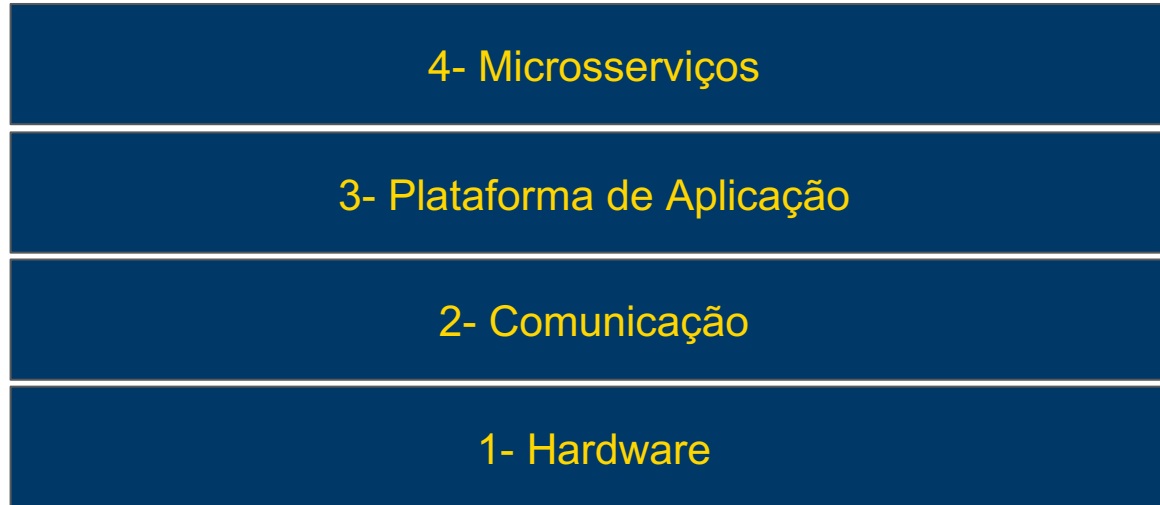 4- Microsserviços
3- Plataforma de Aplicação
2- Comunicação
1- Hardware